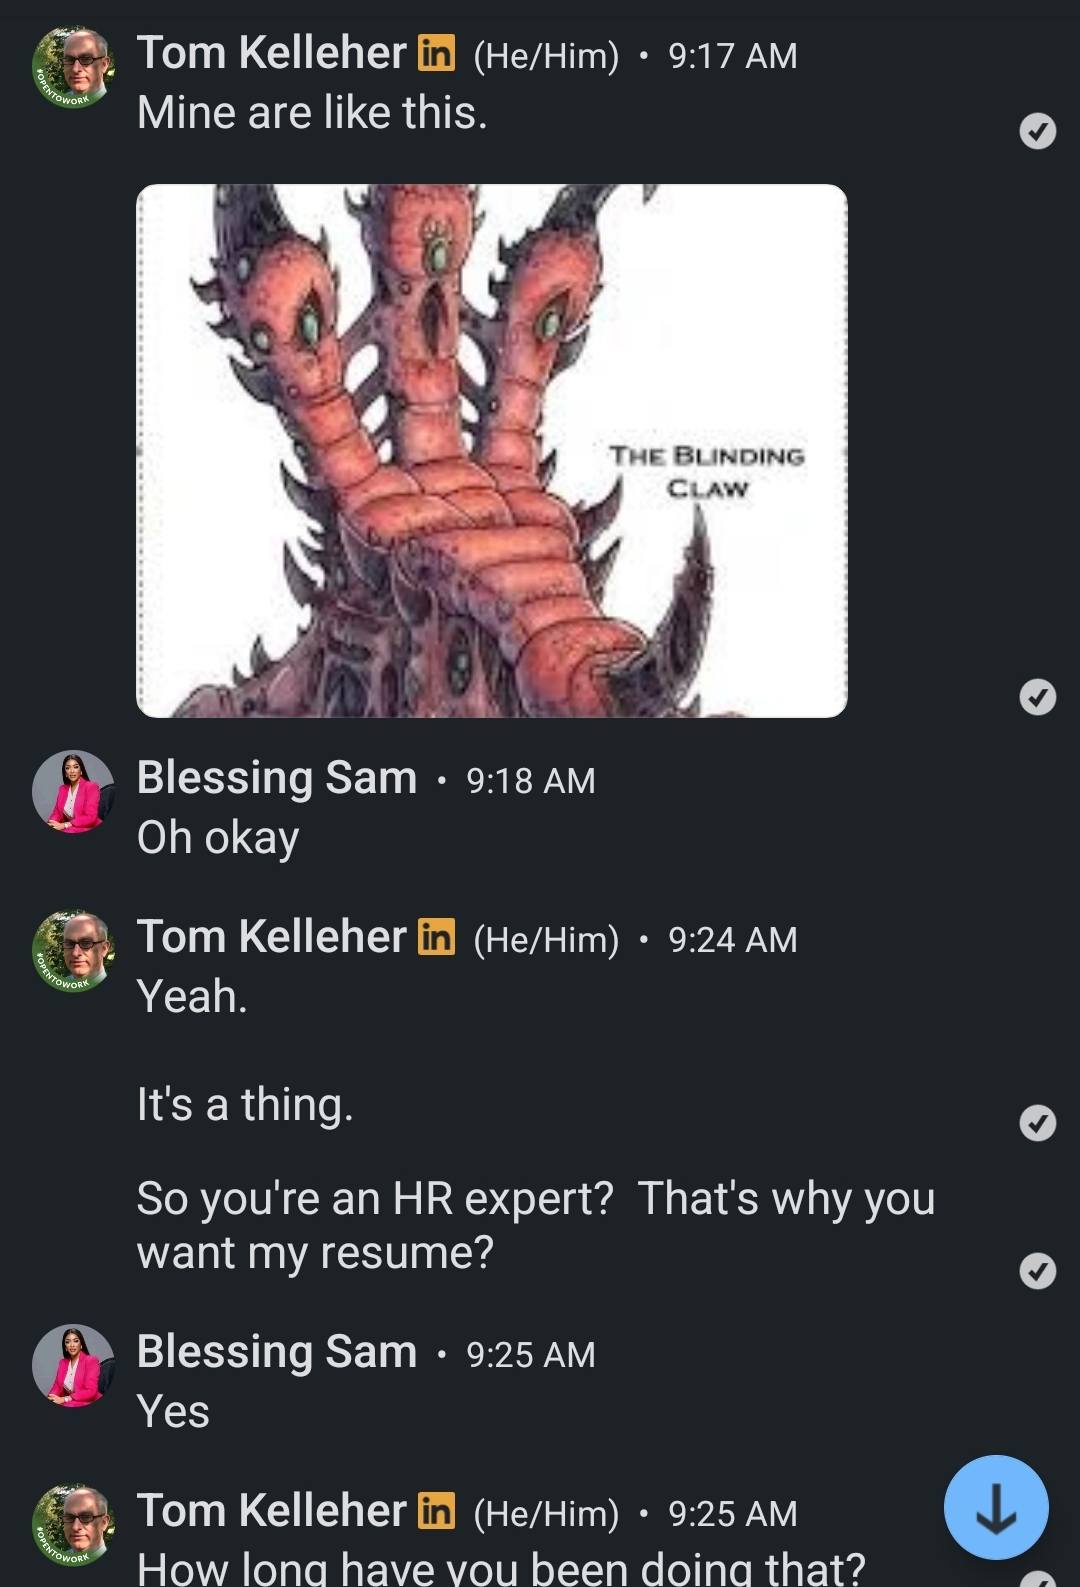 Tom Kelleher in (He/Him) • 9:17 AM
Mine are like this.
THE BLINDING
CLAW
Blessing Sam • 9:18 AM
Oh okay
Tom Kelleher in (He/Him) • 9:24 AM
Yeah.
It's a thing.
So you're an HR expert?  That's why you
want my resume?
Blessing Sam • 9:25 AM
Yes
Tom Kelleher in (He/Him) • 9:25 AM
How long have you been doing that?
#OPENTOWORK
#OPENTOWORK
#OPENTOWORK